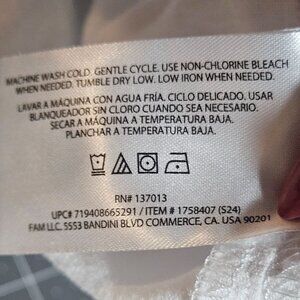 MACHINE WASH COLD. GENTLE CYCLE. USE NON-CHLORINE BLEACH
WHEN NEEDED. TUMBLE DRY LOW. LOW IRON WHEN NEEDED.
LAVAR A MÁQUINA CON AGUA FRÍA. CICLO DELICADO. USAR
BLANQUEADOR SIN CLORO CUANDO SEA NECESARIO.
SECAR A MÁQUINA A TEMPERATURA BAJA.
PLANCHAR A TEMPERATURA BAJA.
RN# 137013
UPC# 719408665291 / ITEM # 1758407 (S24)
FAM LLC. 5553 BANDINI BLVD COMMERCE, CA. USA 90201